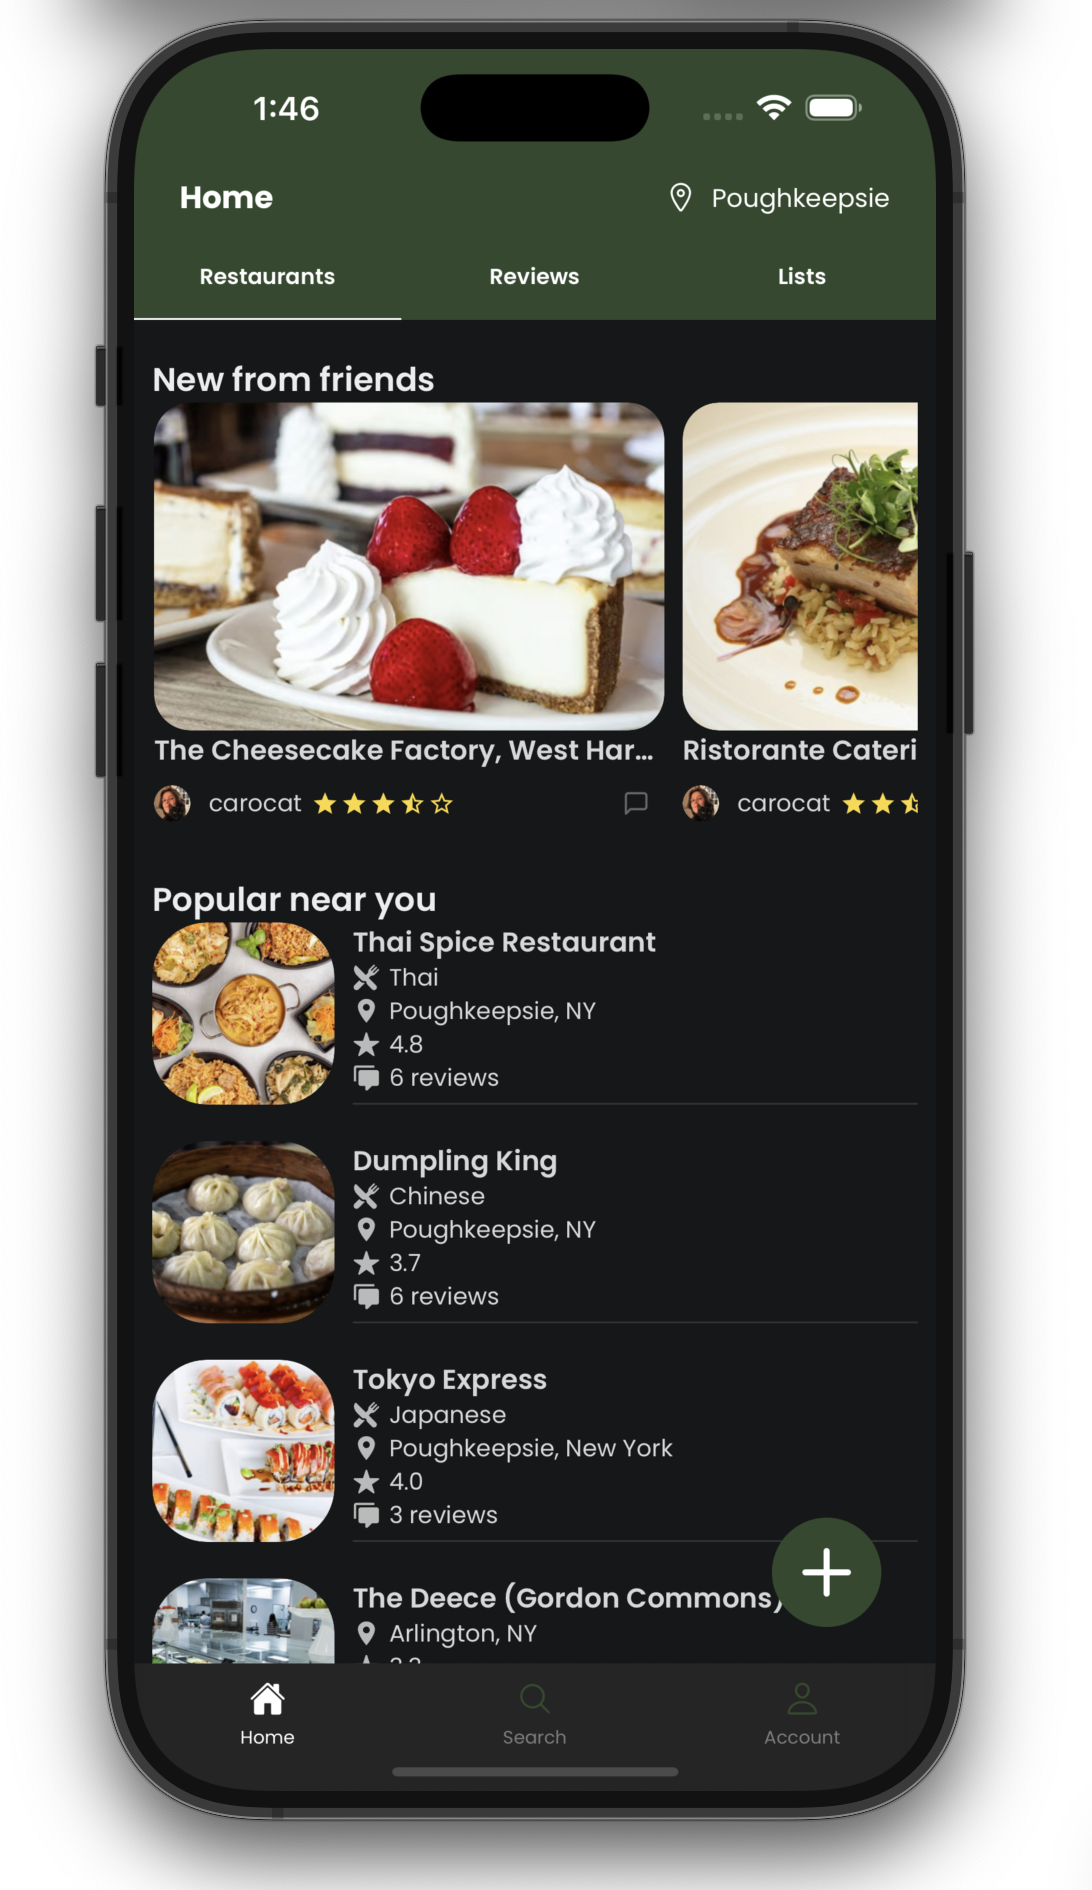 1:46
Home
Poughkeepsie
Restaurants
Reviews
Lists
New from friends
The Cheesecake Factory, West Har...
Ristorante Cateri
carocat
carocat
Popular near you
Thai Spice Restaurant
Thai
Poughkeepsie, NY
4.8
6 reviews
Dumpling King
Chinese
Poughkeepsie, NY
3.7
6 reviews
Tokyo Express
Japanese
Poughkeepsie, New York
4.0
3 reviews
The Deece (Gordon Commons)
Arlington, NY
Home
Search
Account